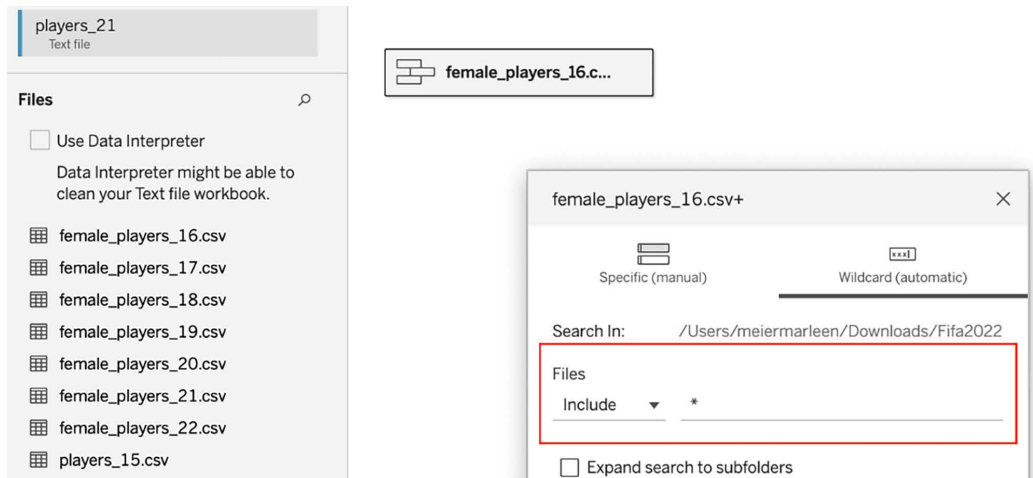 players_21
Text file
female_players_16.c...
Files
Use Data Interpreter
Data Interpreter might be able to
clean your Text file workbook.
female_players_16.csv
female_players_17.csv
female_players_18.csv
female_players_19.csv
female_players_20.csv
female_players_21.csv
female_players_22.csv
players_15.csv
female_players_16.csv+
Specific (manual)
Wildcard (automatic)
Search In: /Users/meiermarleen/Downloads/Fifa2022
Files
Include *
Expand search to subfolders